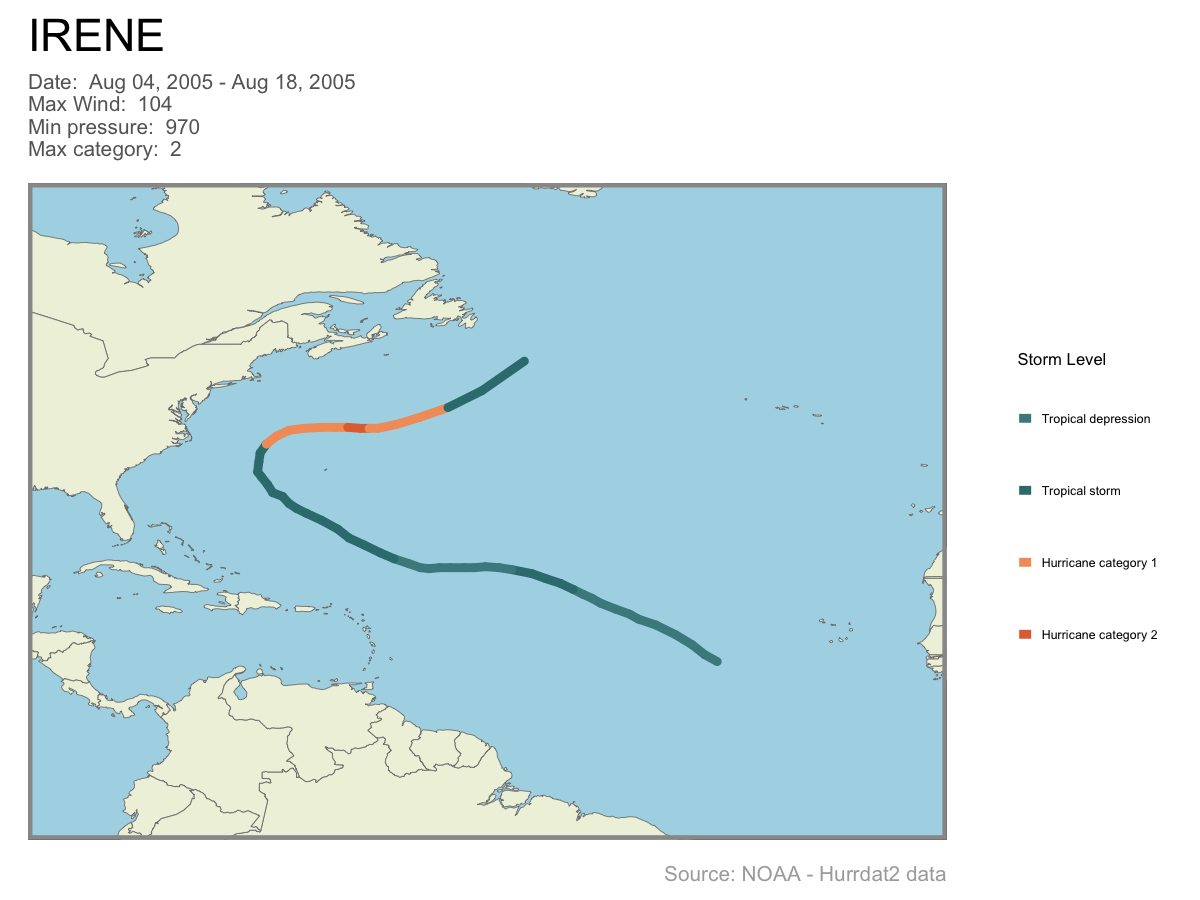 IRENE
Date:  Aug 04, 2005 - Aug 18, 2005
Max Wind:  104
Min pressure:  970
Max category:  2
Storm Level
Tropical depression
Tropical storm
Hurricane category 1
Hurricane category 2
Source: NOAA - Hurrdat2 data